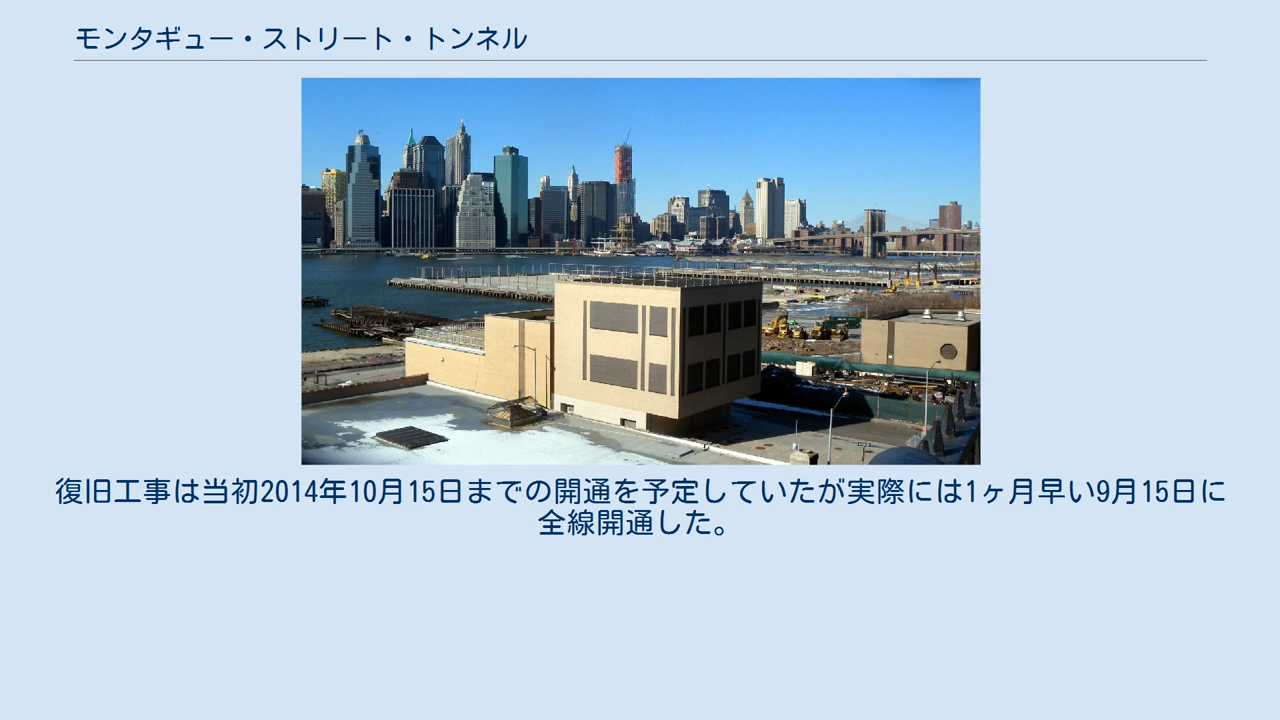 モンタギュー・ストリート・トンネル
復旧工事は当初2014年10月15日までの開通を予定していたが実際には1ヶ月早い9月15日に
全線開通した。